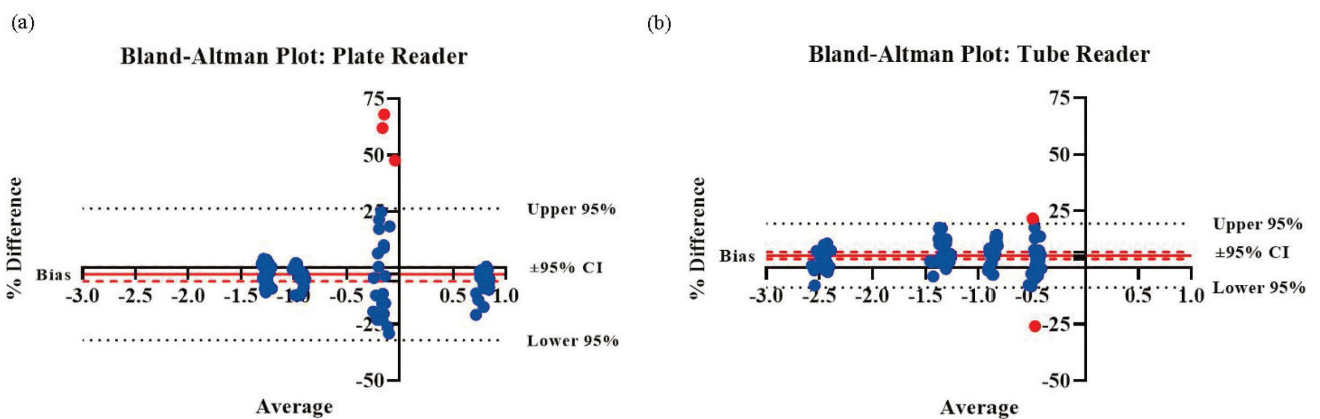 (a)
Bland-Altman Plot: Plate Reader
75
50
25
Upper 95%
% Difference
Bias
±95% CI
-3.0 -2.5 -2.0 -1.5 -1.0 -0.5 0.5 1.0
-25
Lower 95%
-50
Average
(b)
Bland-Altman Plot: Tube Reader
75
50
25
Upper 95%
% Difference
Bias
±95% CI
0
-3.0 -2.5 -2.0 -1.5 -1.0 -0.5 0.5 1.0
Lower 95%
-25
-50
Average